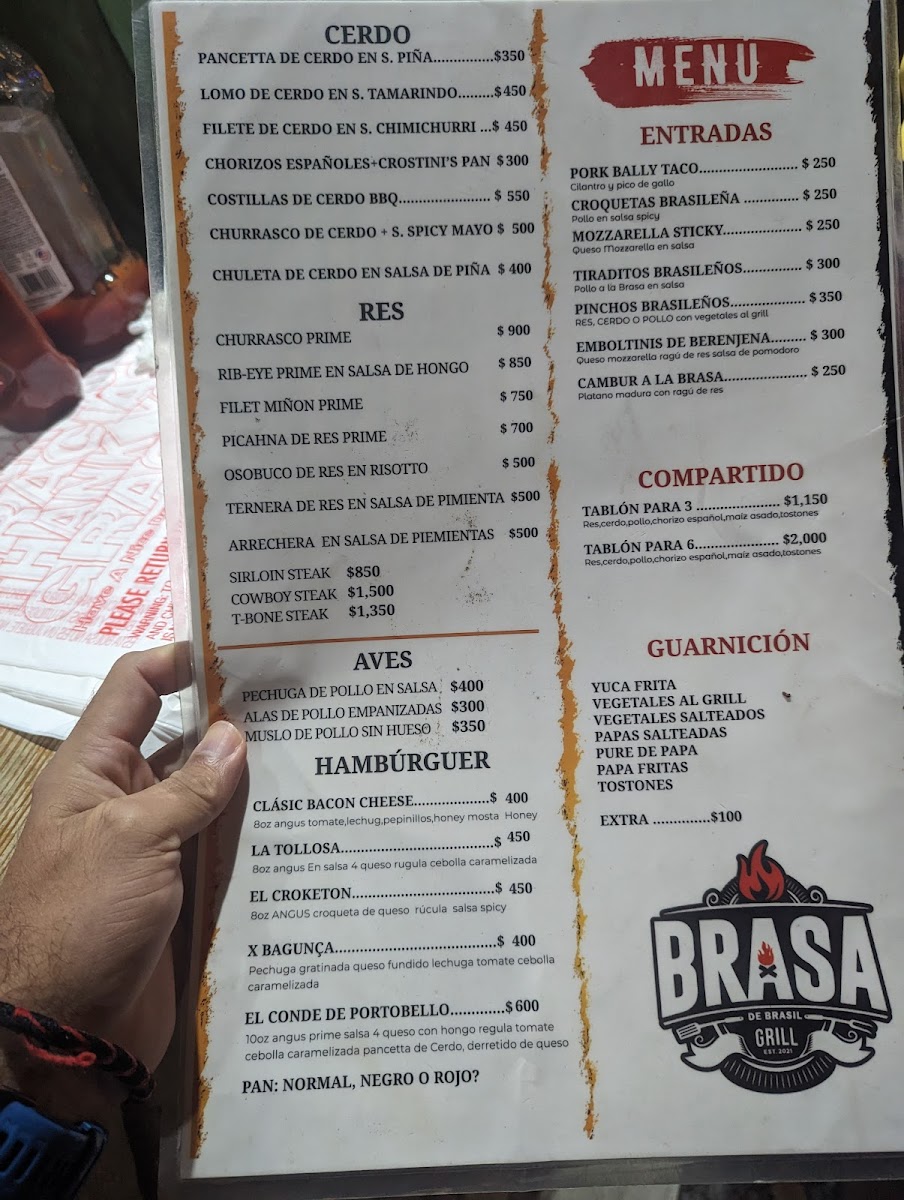 CERDO
PANCETTA DE CERDO EN S. PIÑA..............$350
LOMO DE CERDO EN S. TAMARINDO........$450
FILETE DE CERDO EN S. CHIMICHURRI ...$ 450
CHORIZOS ESPAÑOLES+CROSTINI'S PAN $300
COSTILLAS DE CERDO BBQ...................... $ 550
CHURRASCO DE CERDO + S. SPICY MAYO $ 500
CHULETA DE CERDO EN SALSA DE PIÑA $ 400
RES
CHURRASCO PRIME $ 900
RIB-EYE PRIME EN SALSA DE HONGO $ 850
FILET MIÑON PRIME $ 750
PICAHNA DE RES PRIME $ 700
OSOBUCO DE RES EN RISOTTO $ 500
TERNERA DE RES EN SALSA DE PIMIENTA $500
ARRECHERA EN SALSA DE PIEMIENTAS $500
SIRLOIN STEAK $850
COWBOY STEAK $1,500
T-BONE STEAK $1,350
AVES
PECHUGA DE POLLO EN SALSA $400
ALAS DE POLLO EMPANIZADAS $300
MUSLO DE POLLO SIN HUESO $350
HAMBÚRGUER
CLÁSIC BACON CHEESE..................$ 400
8oz angus tomate,lechug,pepinillos,honey mosta Honey
LA TOLLOSA....................................$ 450
8oz angus En salsa 4 queso rugula cebolla caramelizada
EL CROKETON..................................$ 450
8oz ANGUS croqueta de queso rúcula salsa spicy
X BAGUNÇA......................................$ 400
Pechuga gratinada queso fundido lechuga tomate cebolla
caramelizada
EL CONDE DE PORTOBELLO.............$600
10oz angus prime salsa 4 queso con hongo regula tomate
cebolla caramelizada pancetta de Cerdo, derretido de queso
PAN: NORMAL, NEGRO O ROJO?
MENU
ENTRADAS
PORK BALLY TACO........................ $ 250
Cilantro y pico de gallo
CROQUETAS BRASILEÑA ............. $ 250
Pollo en salsa spicy
MOZZARELLA STICKY................... $ 250
Queso Mozzarella en salsa
TIRADITOS BRASILEÑOS.............. $ 300
Pollo a la Brasa en salsa
PINCHOS BRASILEÑOS.................. $ 350
RES, CERDO O POLLO con vegetales al grill
EMBOLTINIS DE BERENJENA......... $ 300
Queso mozzarella ragú de res salsa de pomodoro
CAMBUR A LA BRASA.................... $ 250
Platano madura con ragú de res
COMPARTIDO
TABLÓN PARA 3 .................... $1,150
Res,cerdo,pollo,chorizo español,maíz asado,tostones
TABLÓN PARA 6.................... $2,000
Res,cerdo,pollo,chorizo español,maíz asado,tostones
GUARNICIÓN
YUCA FRITA
VEGETALES AL GRILL
VEGETALES SALTEADOS
PAPAS SALTEADAS
PURE DE PAPA
PAPA FRITAS
TOSTONES
EXTRA .............$100
BRASA
DE BRASIL
GRILL
EST. 2021
PLEASE RETUR
WARNING: TO